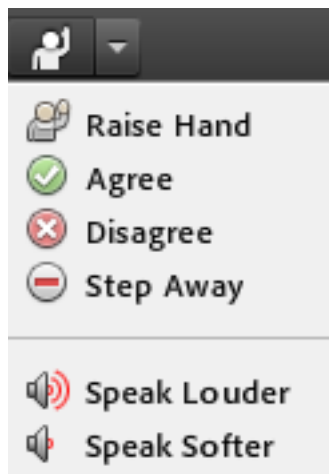 Raise Hand
Agree
Disagree
Step Away
Speak Louder
Speak Softer